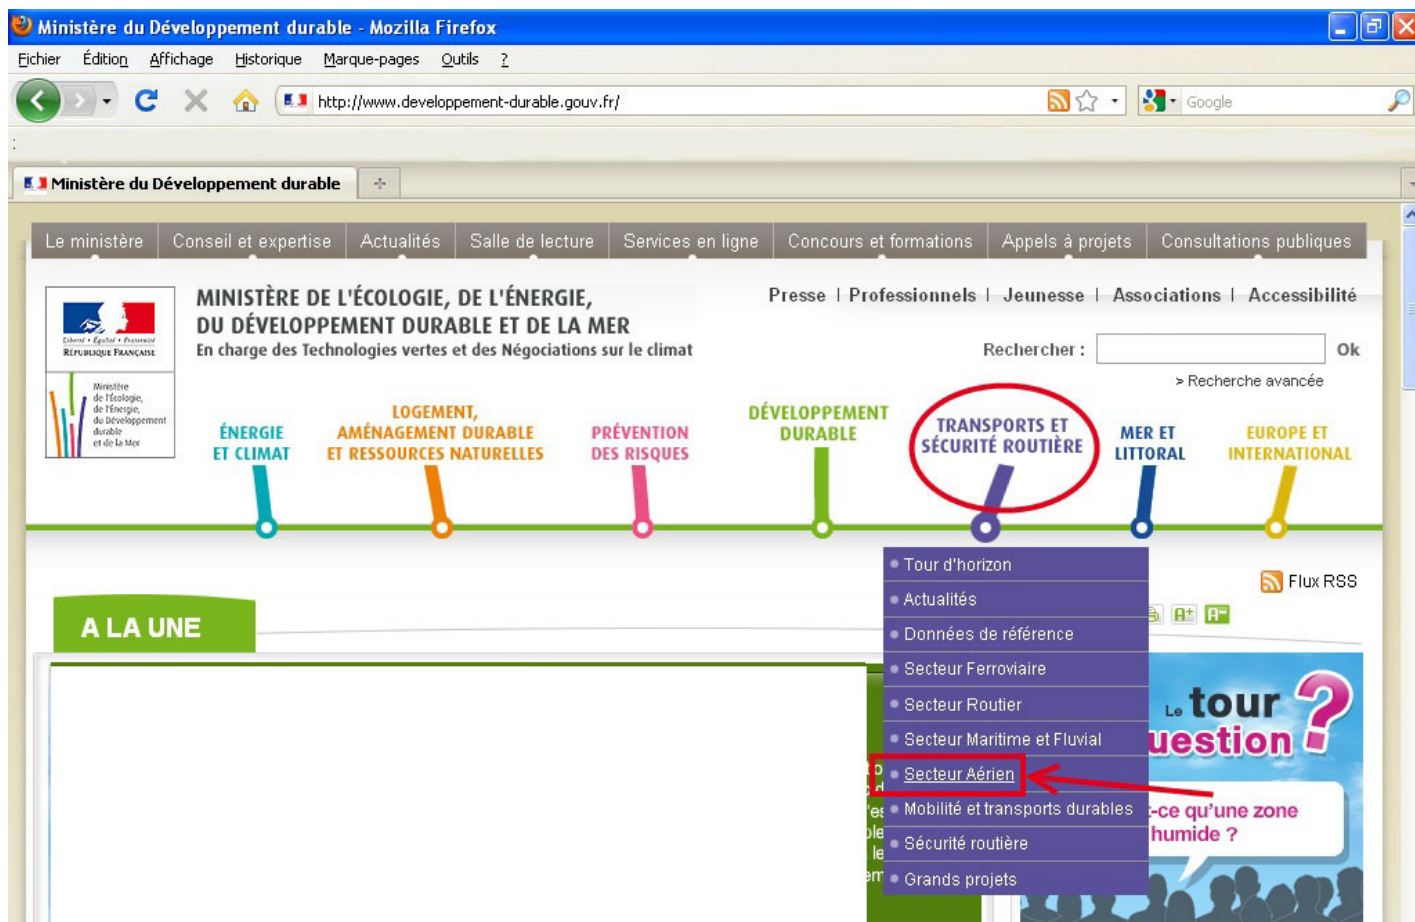 Ministère du Développement durable - Mozilla Firefox
Fichier Édition Affichage Historique Marque-pages Outils ?
http://www.developpement-durable.gouv.fr/
Google
:
Ministère du Développement durable
Le ministère Conseil et expertise Actualités Salle de lecture Services en ligne Concours et formations Appels à projets Consultations publiques
Liberté • Égalité • Fraternité
RÉPUBLIQUE FRANÇAISE
Ministère
de l'Écologie,
de l'Énergie,
du Développement
durable
et de la Mer
MINISTÈRE DE L'ÉCOLOGIE, DE L'ÉNERGIE,
DU DÉVELOPPEMENT DURABLE ET DE LA MER
En charge des Technologies vertes et des Négociations sur le climat
Presse | Professionnels | Jeunesse | Associations | Accessibilité
Rechercher : Ok
> Recherche avancée
ÉNERGIE
ET CLIMAT
LOGEMENT,
AMÉNAGEMENT DURABLE
ET RESSOURCES NATURELLES
PRÉVENTION
DES RISQUES
DÉVELOPPEMENT
DURABLE
TRANSPORTS ET
SÉCURITÉ ROUTIÈRE
MER ET
LITTORAL
EUROPE ET
INTERNATIONAL
Tour d'horizon
Actualités
Données de référence
Secteur Ferroviaire
Secteur Routier
Secteur Maritime et Fluvial
Secteur Aérien
Mobilité et transports durables
Sécurité routière
Grands projets
Flux RSS
A+ A-
A LA UNE
Le tour
uestion ?
-ce qu'une zone
humide ?